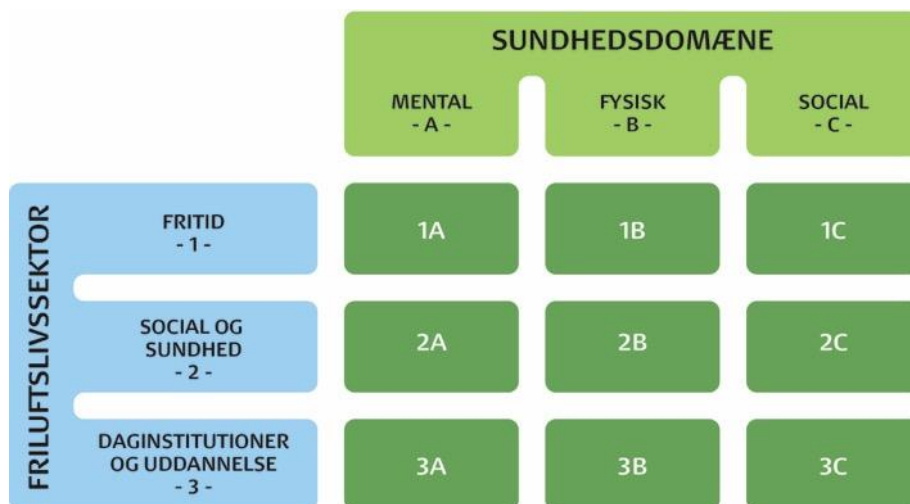 SUNDHEDSDOMÆNE
MENTAL
- A -
FYSISK
- B -
SOCIAL
- C -
FRILUFTSLIVSSEKTOR
FRITID
- 1 -
1A
1B
1C
SOCIAL OG
SUNDHED
- 2 -
2A
2B
2C
DAGINSTITUTIONER
OG UDDANNELSE
- 3 -
3A
3B
3C